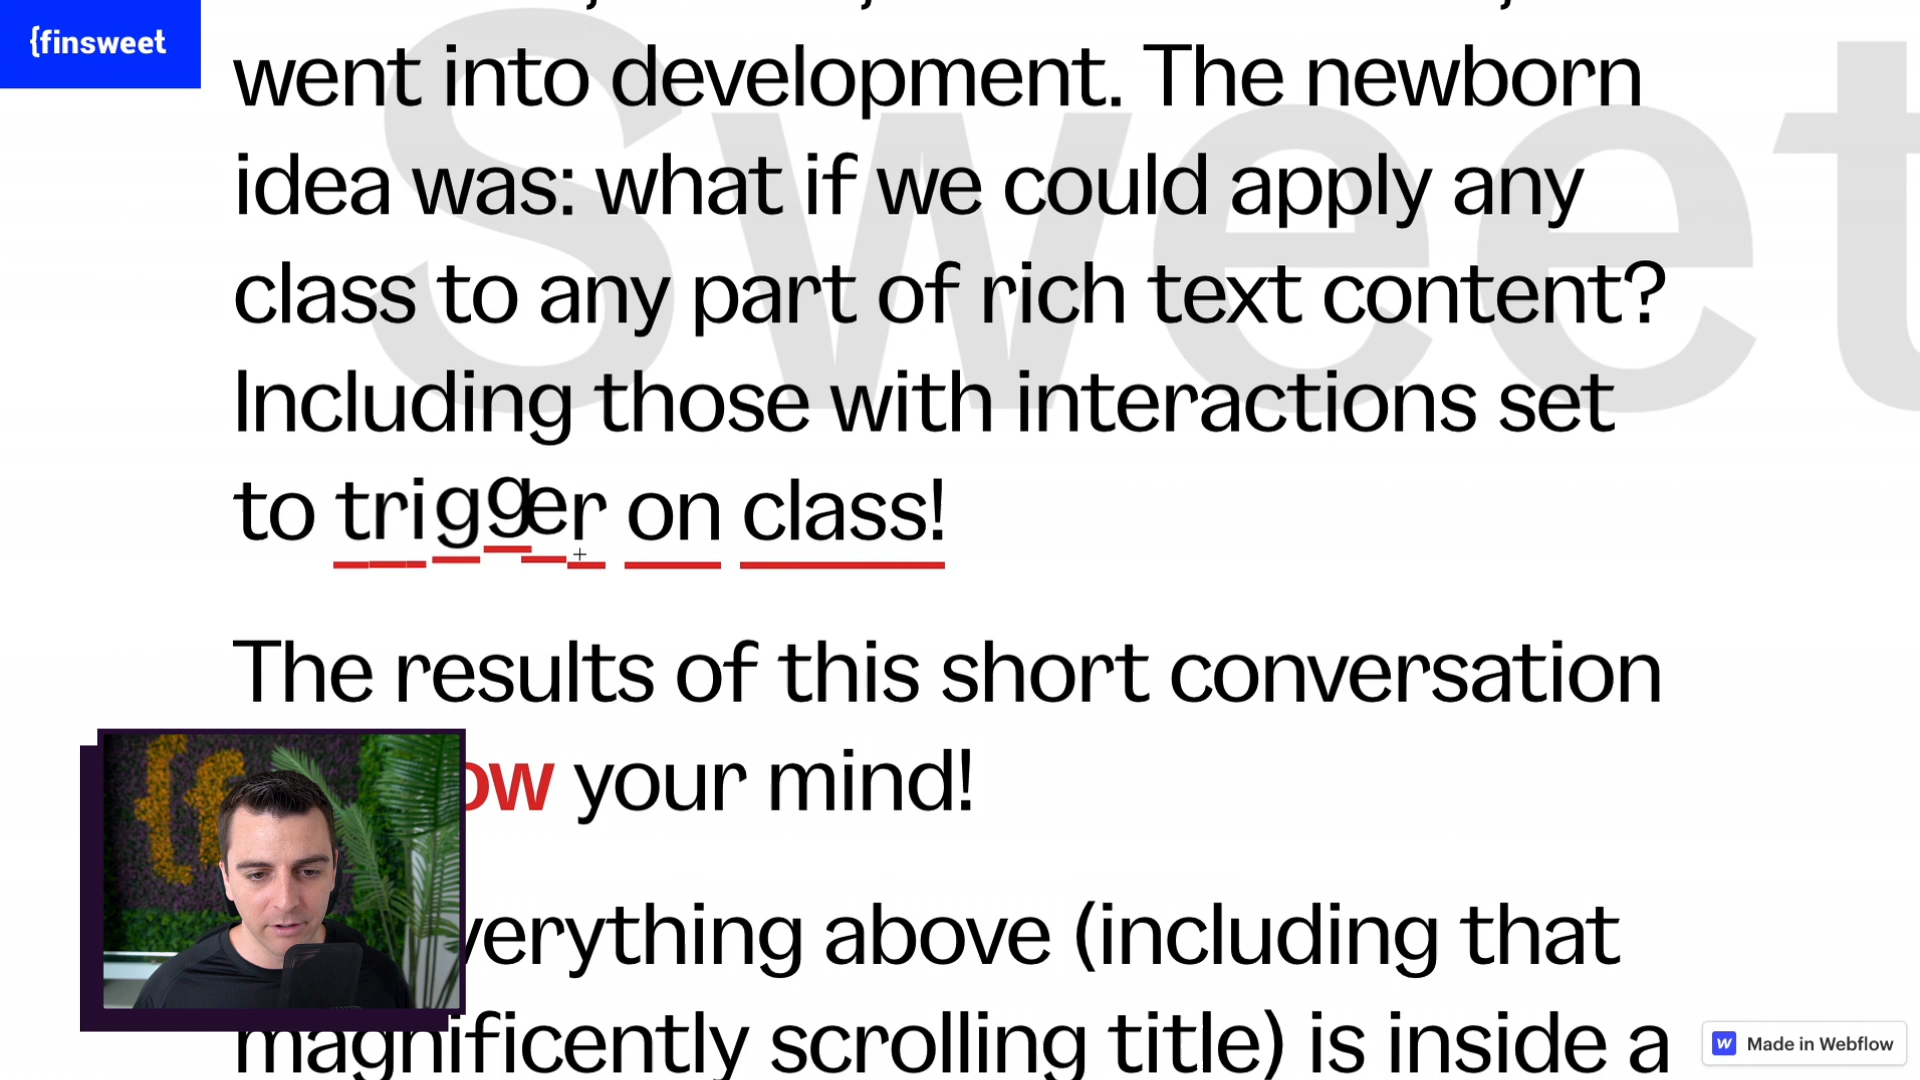 {finsweet
Sweet
went into development. The newborn
idea was: what if we could apply any
class to any part of rich text content?
Including those with interactions set
to trigger on class!
The results of this short conversation
ow your mind!
verything above (including that
magnificently scrolling title) is inside a
W Made in Webflow